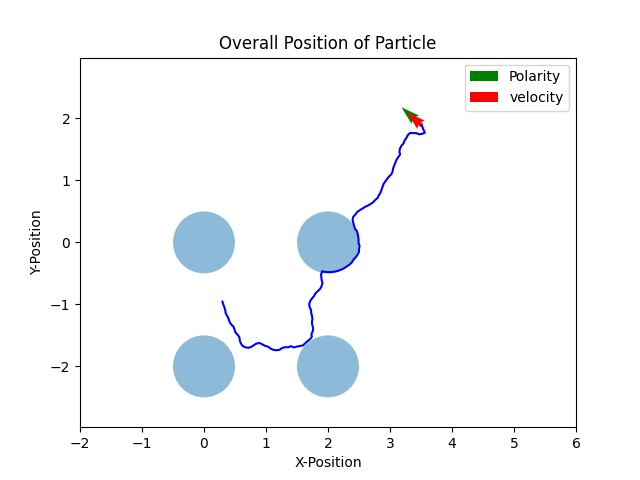 Overall Position of Particle
Polarity
velocity
2
1
0
−1
−2
Y-Position
−2 −1 0 1 2 3 4 5 6
X-Position